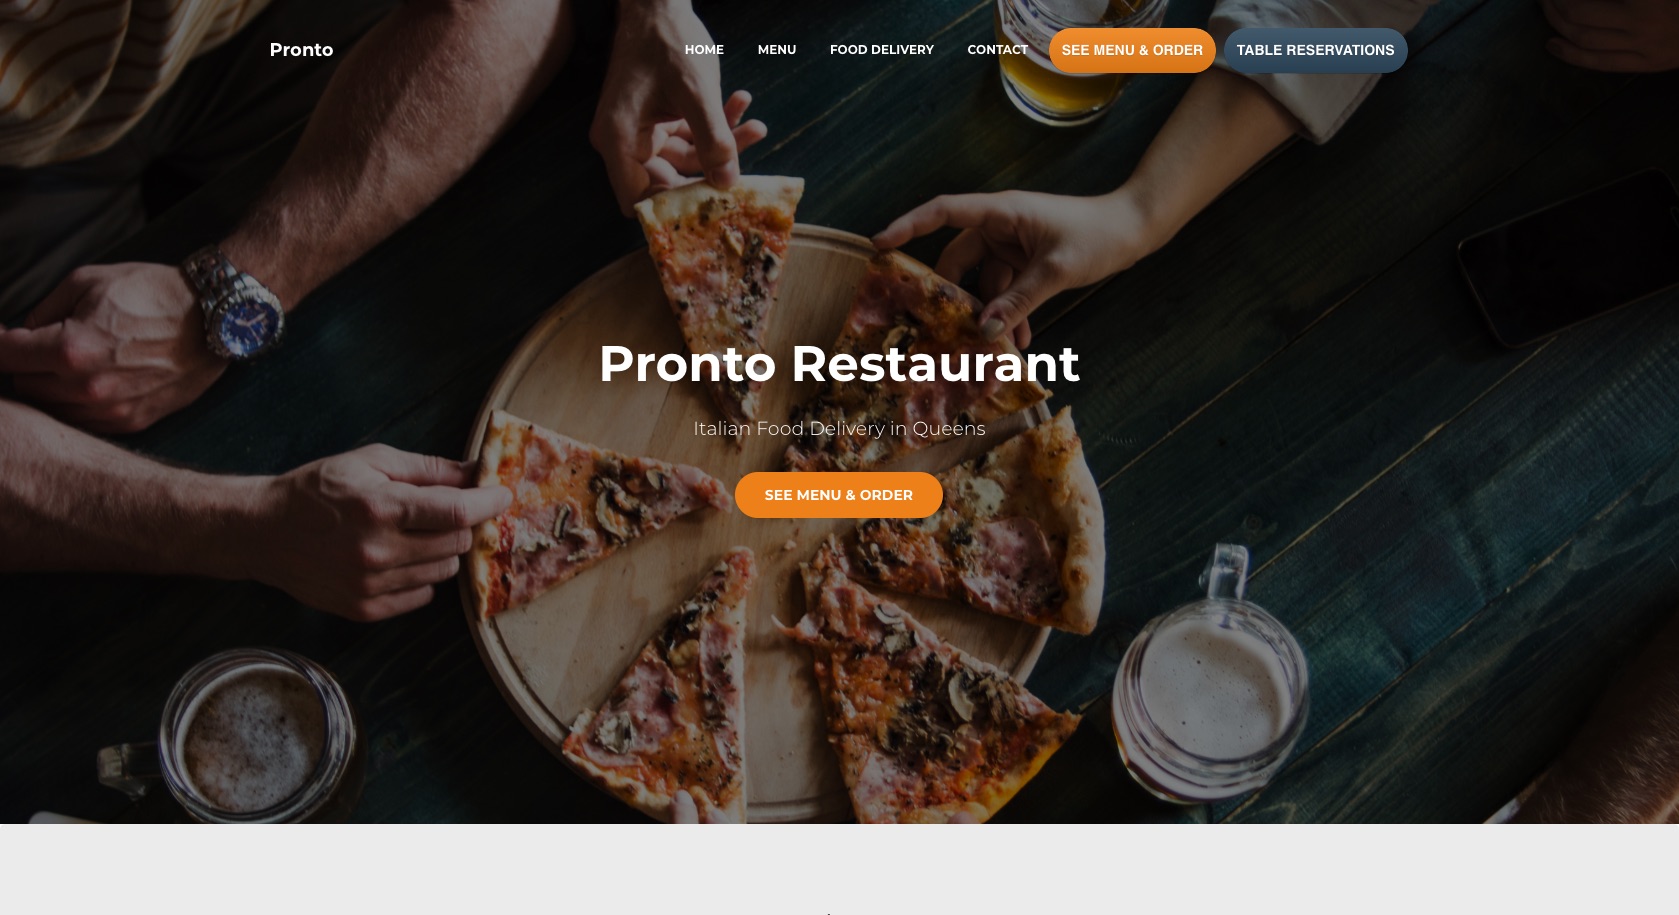 Pronto
HOME MENU FOOD DELIVERY CONTACT SEE MENU & ORDER TABLE RESERVATIONS
Pronto Restaurant
Italian Food Delivery in Queens
SEE MENU & ORDER